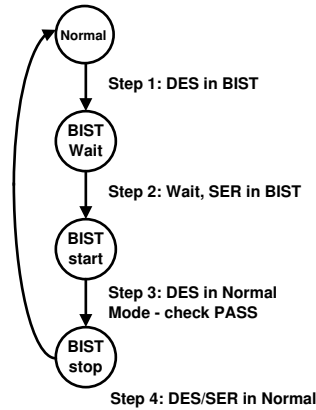 Normal
Step 1: DES in BIST
BIST
Wait
Step 2: Wait, SER in BIST
BIST
start
Step 3: DES in Normal
Mode - check PASS
BIST
stop
Step 4: DES/SER in Normal